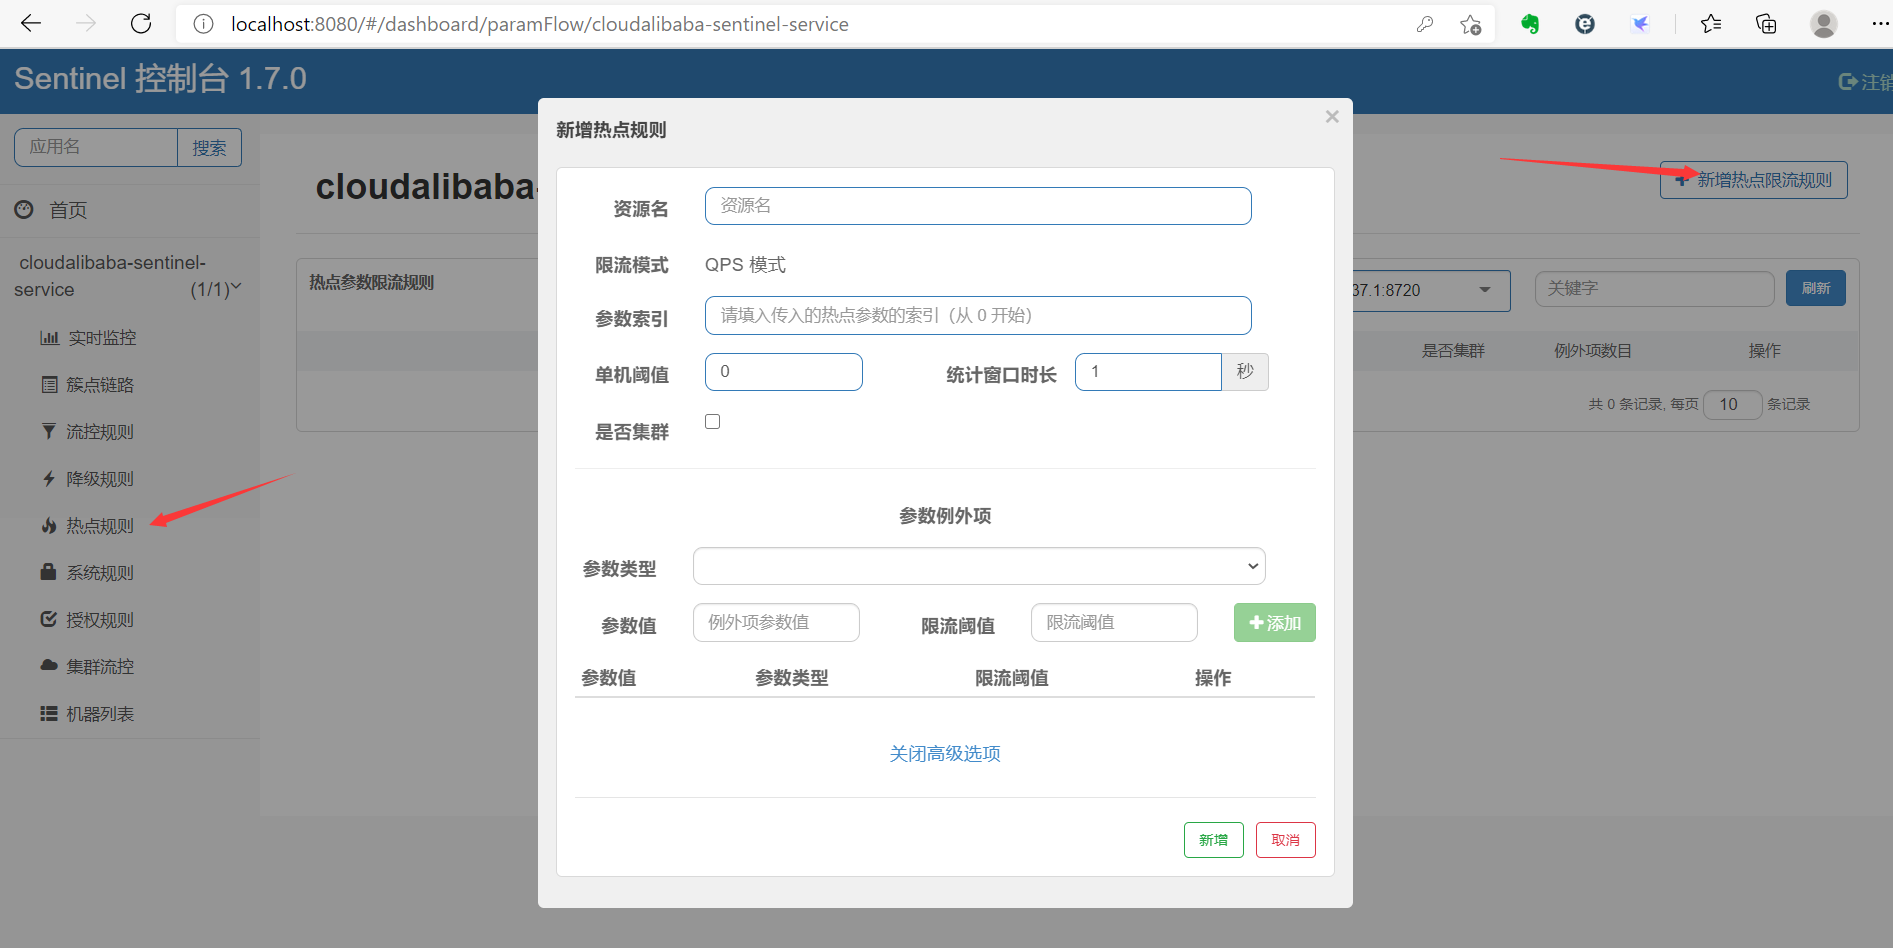 localhost:8080/#/dashboard/paramFlow/cloudalibaba-sentinel-service
Sentinel 控制台 1.7.0
注销
应用名
搜索
首页
cloudalibaba-sentinel-
service
(1/1)
实时监控
簇点链路
流控规则
降级规则
热点规则
系统规则
授权规则
集群流控
机器列表
cloudalibaba-
新增热点限流规则
热点参数限流规则
37.1:8720
关键字
刷新
是否集群
例外项数目
操作
共 0 条记录, 每页 10 条记录
新增热点规则
×
资源名
资源名
限流模式
QPS 模式
参数索引
请填入传入的热点参数的索引（从 0 开始）
单机阈值
0
统计窗口时长
1
秒
是否集群
参数例外项
参数类型
参数值
例外项参数值
限流阈值
限流阈值
添加
参数值
参数类型
限流阈值
操作
关闭高级选项
新增
取消